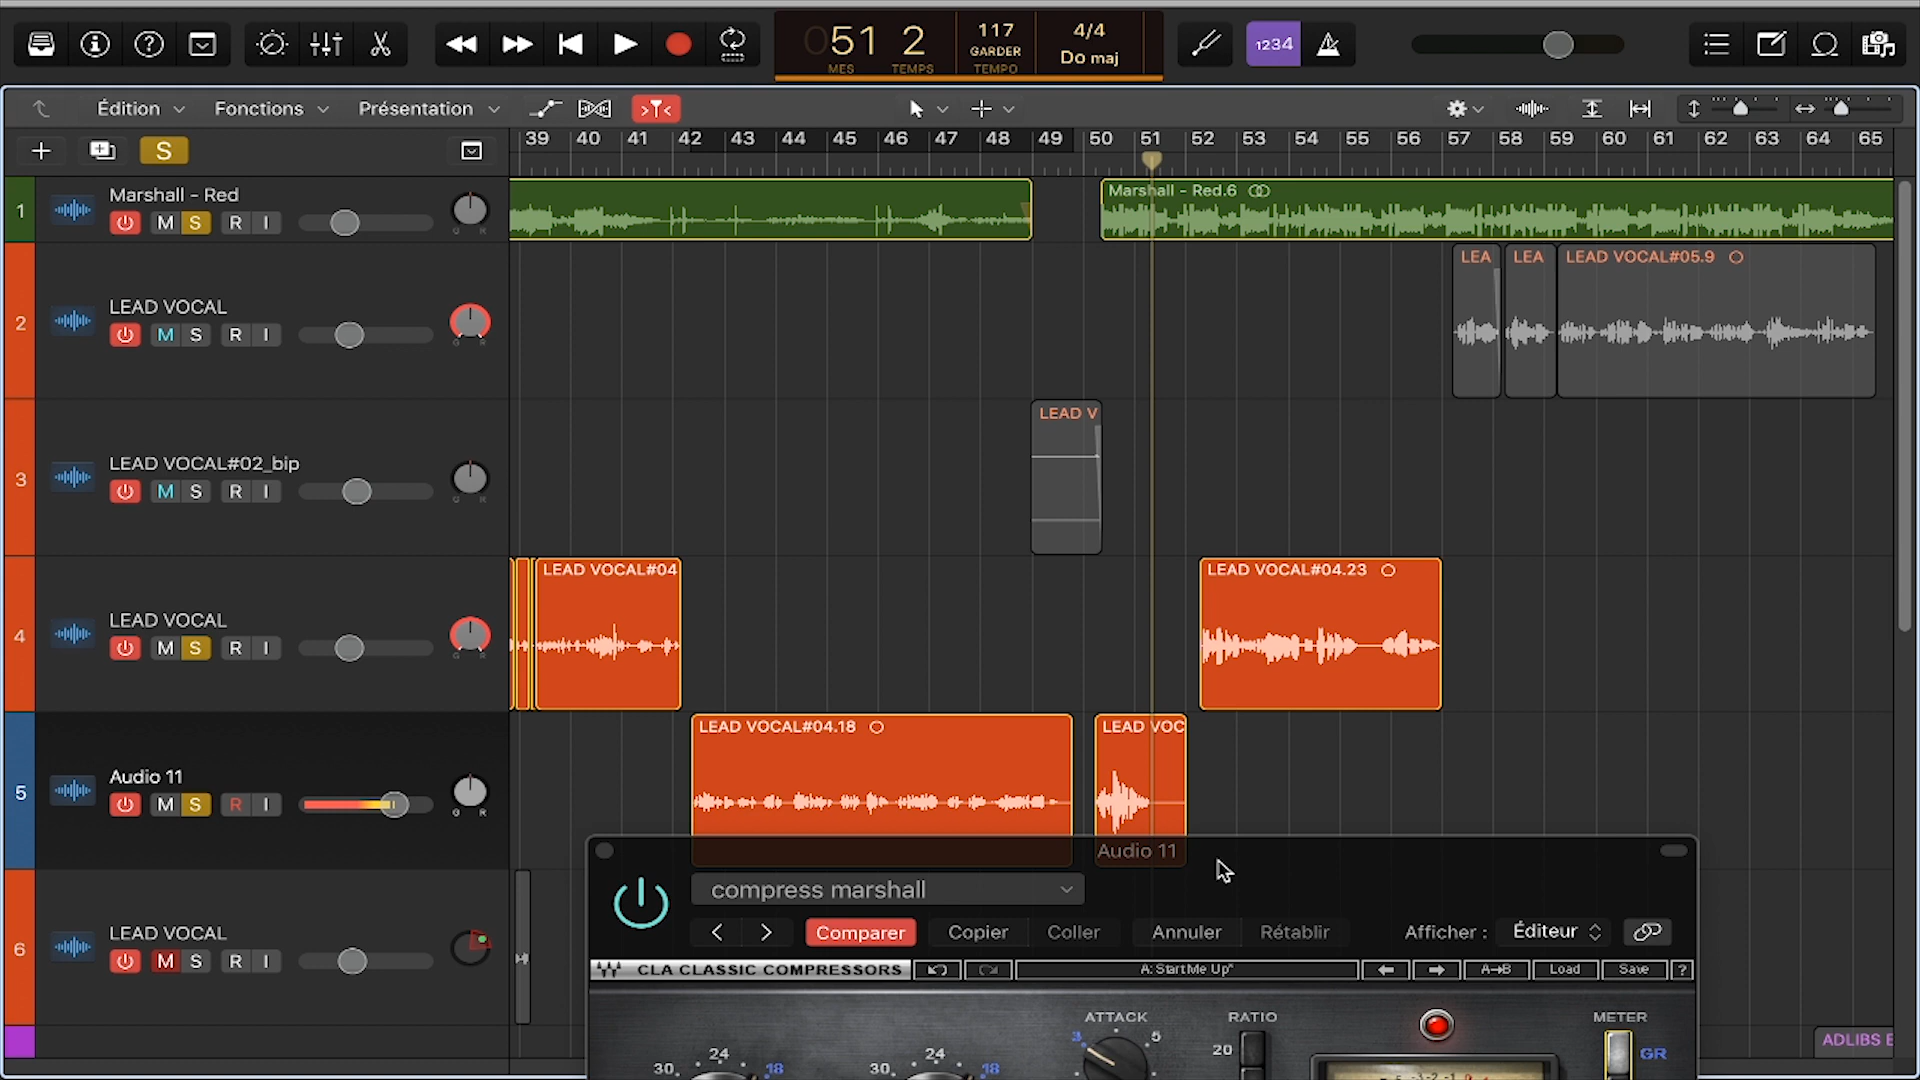 051 2
MES TEMPS
117
GARDER
TEMPO
4/4
Do maj
1234
Édition Fonctions Présentation
S
39 40 41 42 43 44 45 46 47 48 49 50 51 52 53 54 55 56 57 58 59 60 61 62 63 64 65
1 Marshall - Red
M S R I
Marshall - Red.6
2 LEAD VOCAL
M S R I
LEA LEA LEAD VOCAL#05.9
3 LEAD VOCAL#02_bip
M S R I
LEAD V
4 LEAD VOCAL
M S R I
LEAD VOCAL#04
LEAD VOCAL#04.23
5 Audio 11
M S R I
LEAD VOCAL#04.18
LEAD VOC
6 LEAD VOCAL
M S R I
Audio 11
compress marshall
Comparer Copier Coller Annuler Rétablir Afficher : Éditeur
CLA CLASSIC COMPRESSORS A: Start Me Up* A→B Load Save ?
ATTACK RATIO METER
3 5 20 GR
30 24 18 30 24 18
ADLIBS E